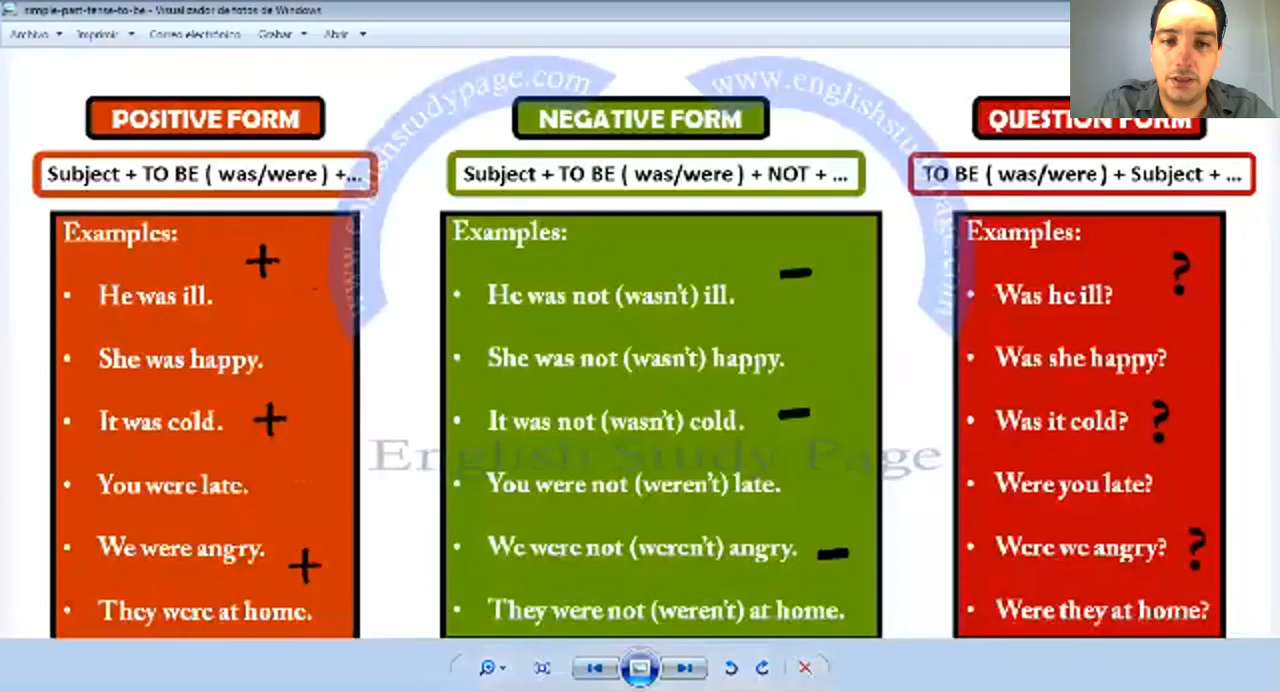 simple-past-tense-to-be - Visualizador de fotos de Windows
Archivo Imprimir Correo electrónico Grabar Abrir
www.englishstudypage.com
www.englishstudypage.com
POSITIVE FORM
Subject + TO BE ( was/were ) +...
Examples:
+
• He was ill.
• She was happy.
• It was cold. +
• You were late.
• We were angry.
+
• They were at home.
NEGATIVE FORM
Subject + TO BE ( was/were ) + NOT + ...
Examples:
-
• He was not (wasn't) ill.
• She was not (wasn't) happy.
• It was not (wasn't) cold. -
• You were not (weren't) late.
• We were not (weren't) angry. -
• They were not (weren't) at home.
QUESTION FORM
TO BE ( was/were ) + Subject + ...
Examples:
?
• Was he ill?
• Was she happy?
• Was it cold? ?
• Were you late?
• Were we angry? ?
• Were they at home?
English Study Page